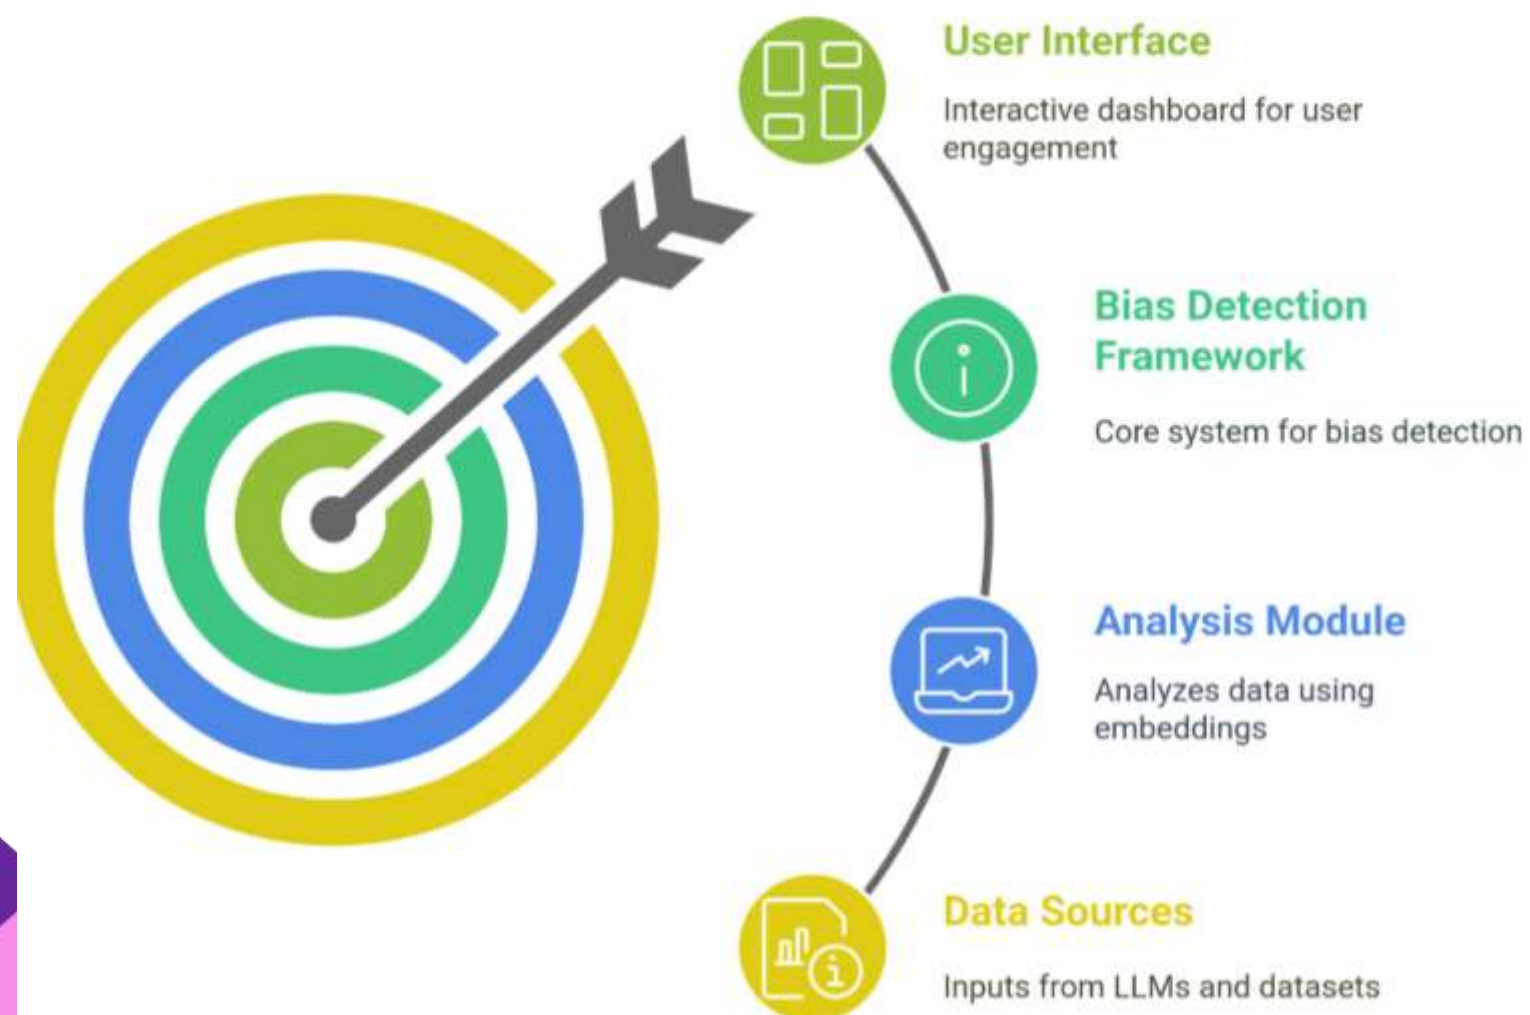 User Interface
Interactive dashboard for user
engagement
Bias Detection
Framework
Core system for bias detection
Analysis Module
Analyzes data using
embeddings
Data Sources
Inputs from LLMs and datasets